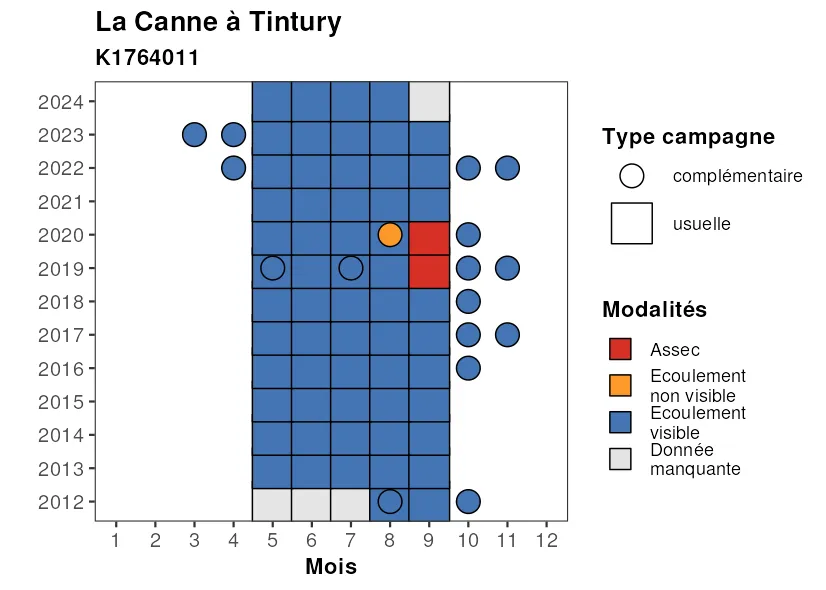 La Canne à Tintury
K1764011
2024
2023
2022
2021
2020
2019
2018
2017
2016
2015
2014
2013
2012
1 2 3 4 5 6 7 8 9 10 11 12
Mois
Type campagne
complémentaire
usuelle
Modalités
Assec
Ecoulement
non visible
Ecoulement
visible
Donnée
manquante